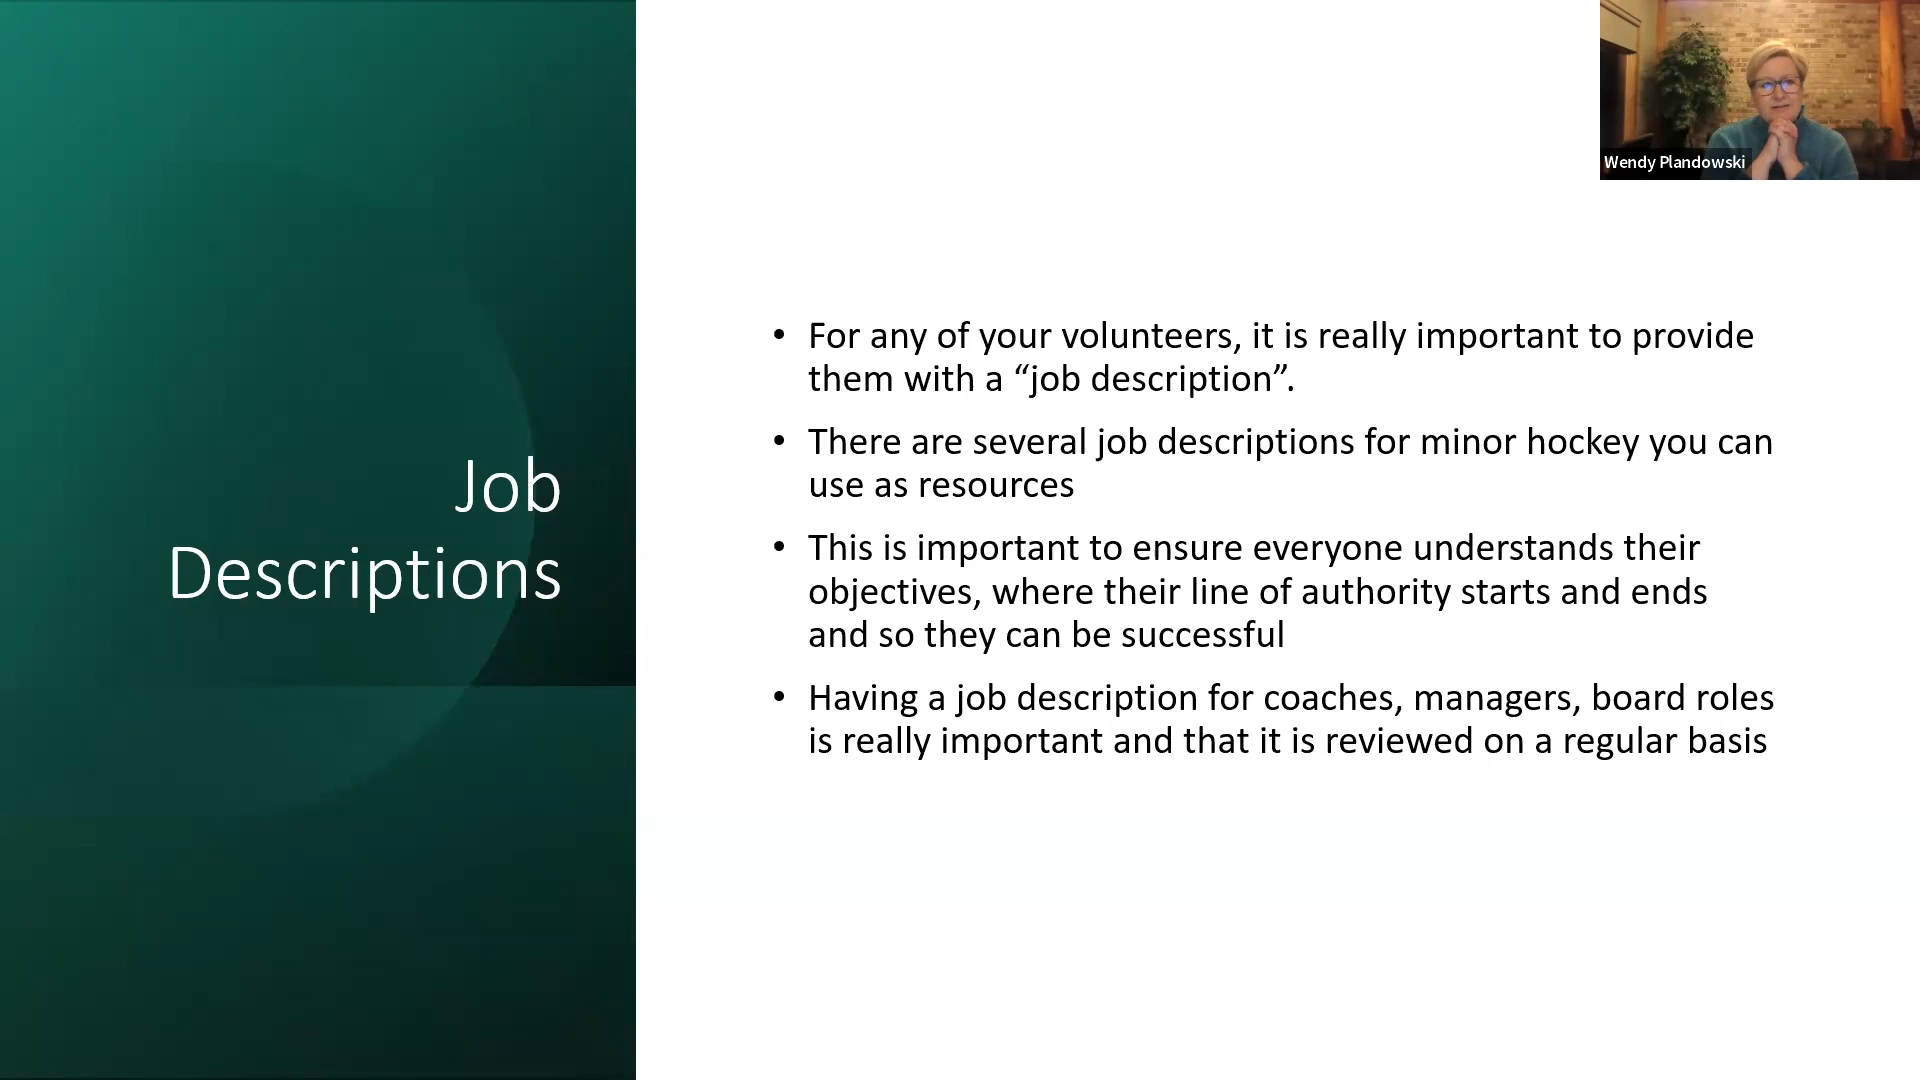 Job
Descriptions
• For any of your volunteers, it is really important to provide
them with a “job description”.
• There are several job descriptions for minor hockey you can
use as resources
• This is important to ensure everyone understands their
objectives, where their line of authority starts and ends
and so they can be successful
• Having a job description for coaches, managers, board roles
is really important and that it is reviewed on a regular basis
Wendy Plandowski